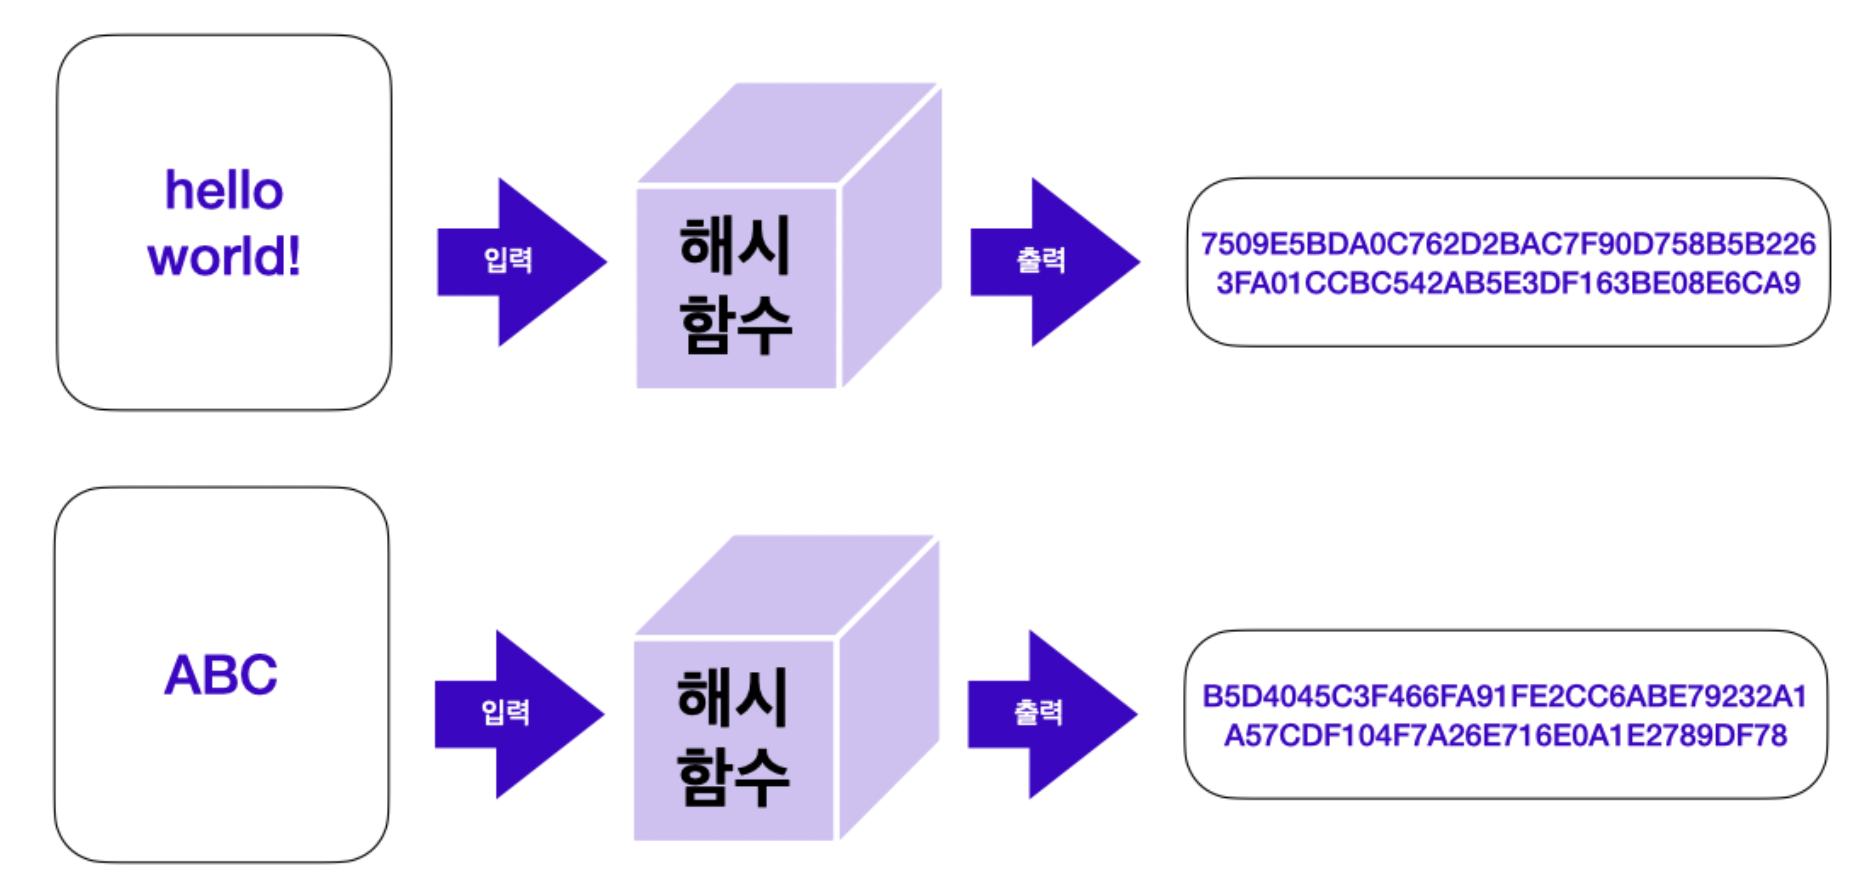 hello
world!
입력
해시
함수
출력
7509E5BDA0C762D2BAC7F90D758B5B226
3FA01CCBC542AB5E3DF163BE08E6CA9
ABC
입력
해시
함수
출력
B5D4045C3F466FA91FE2CC6ABE79232A1
A57CDF104F7A26E716E0A1E2789DF78